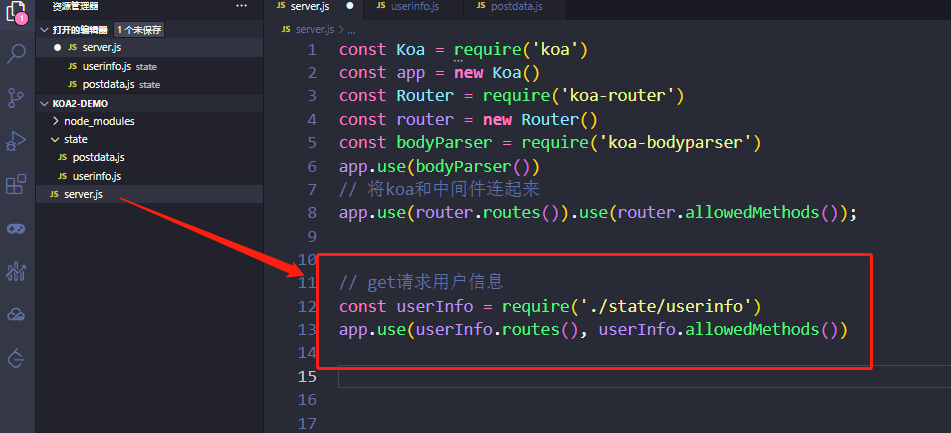 资源管理器
···
打开的编辑器
1 个未保存
server.js
userinfo.js state
postdata.js state
KOA2-DEMO
node_modules
state
JS postdata.js
JS userinfo.js
JS server.js
1
JS server.js
JS userinfo.js
JS postdata.js
JS server.js > ...
1 const Koa = require('koa')
2 const app = new Koa()
3 const Router = require('koa-router')
4 const router = new Router()
5 const bodyParser = require('koa-bodyparser')
6 app.use(bodyParser())
7 // 将koa和中间件连起来
8 app.use(router.routes()).use(router.allowedMethods());
9
10
11 // get请求用户信息
12 const userInfo = require('./state/userinfo')
13 app.use(userInfo.routes(), userInfo.allowedMethods())
14
15
16
17